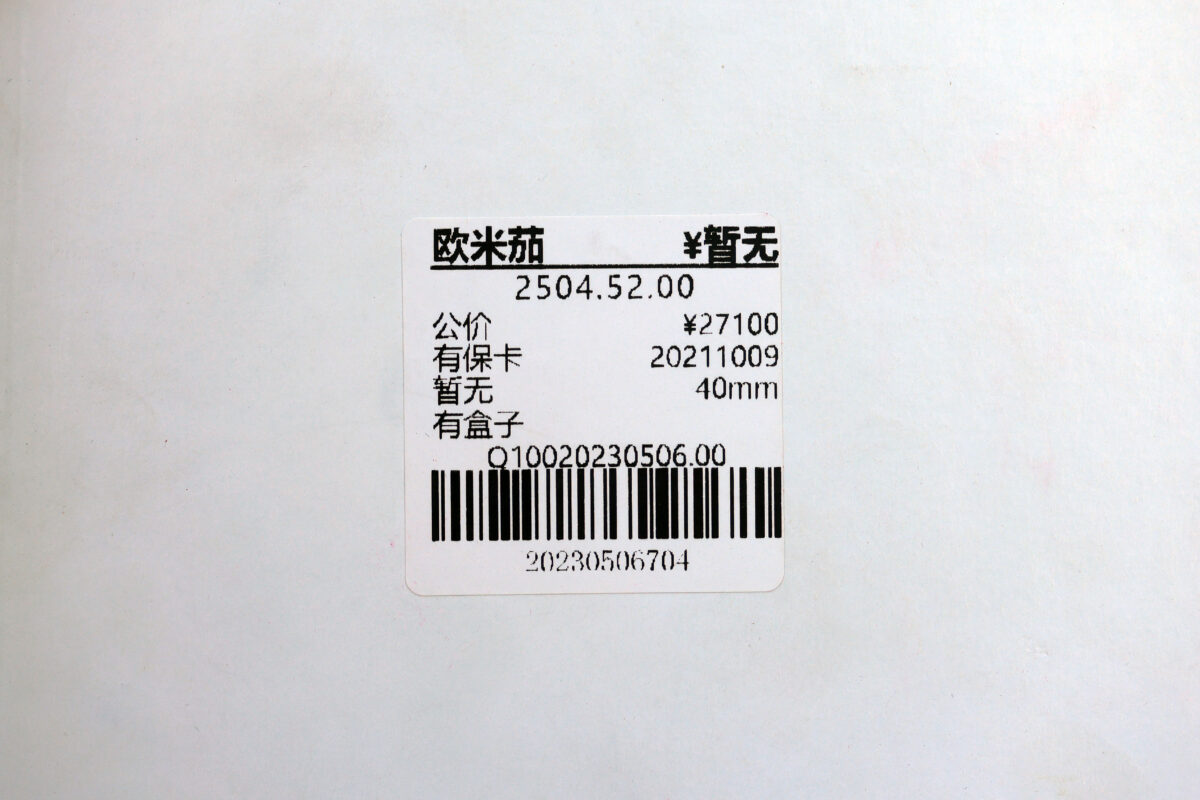 欧米茄 ¥暂无
2504.52.00
公价 ¥27100
有保卡 20211009
暂无 40mm
有盒子
Q10020230506.00
20230506704